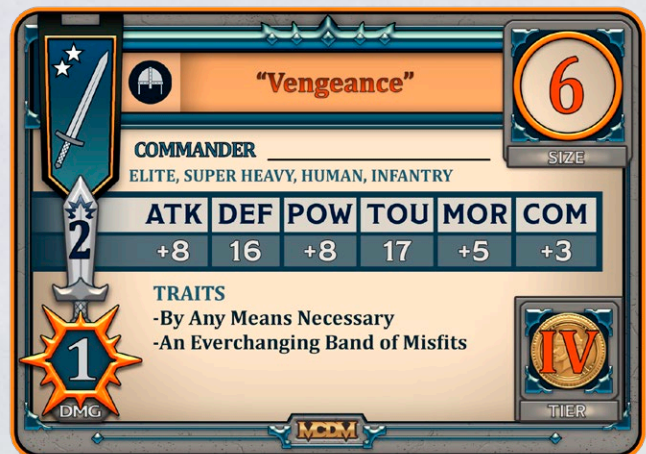 “Vengeance”
6
SIZE
COMMANDER
ELITE, SUPER HEAVY, HUMAN, INFANTRY
2
ATK DEF POW TOU MOR COM
+8 16 +8 17 +5 +3
TRAITS
-By Any Means Necessary
-An Everchanging Band of Misfits
1
DMG
IV
TIER
MCDM